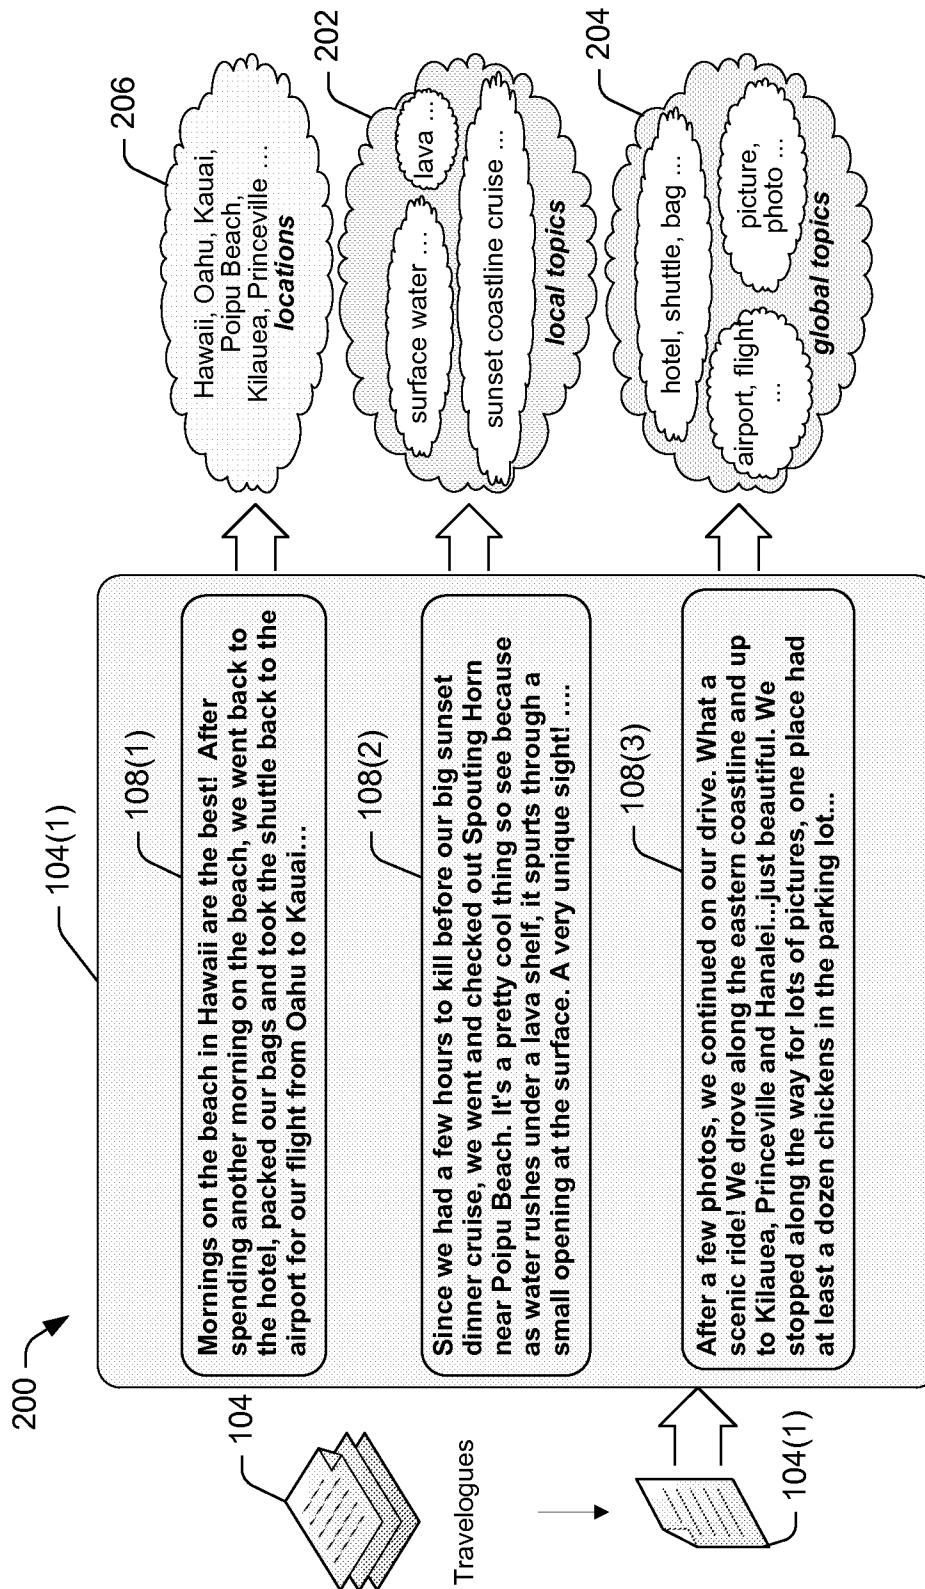 200
104
Travelogues
104(1)
104(1)
108(1)
Mornings on the beach in Hawaii are the best!  After
spending another morning on the beach, we went back to
the hotel, packed our bags and took the shuttle back to the
airport for our flight from Oahu to Kauai...
108(2)
Since we had a few hours to kill before our big sunset
dinner cruise, we went and checked out Spouting Horn
near Poipu Beach. It's a pretty cool thing so see because
as water rushes under a lava shelf, it spurts through a
small opening at the surface. A very unique sight! ....
108(3)
After a few photos, we continued on our drive. What a
scenic ride! We drove along the eastern coastline and up
to Kilauea, Princeville and Hanalei...just beautiful. We
stopped along the way for lots of pictures, one place had
at least a dozen chickens in the parking lot...
206
Hawaii, Oahu, Kauai,
Poipu Beach,
Kilauea, Princeville ....
locations
202
surface water ...
lava ...
sunset coastline cruise ...
local topics
204
hotel, shuttle, bag ...
airport, flight
...
picture,
photo ...
global topics